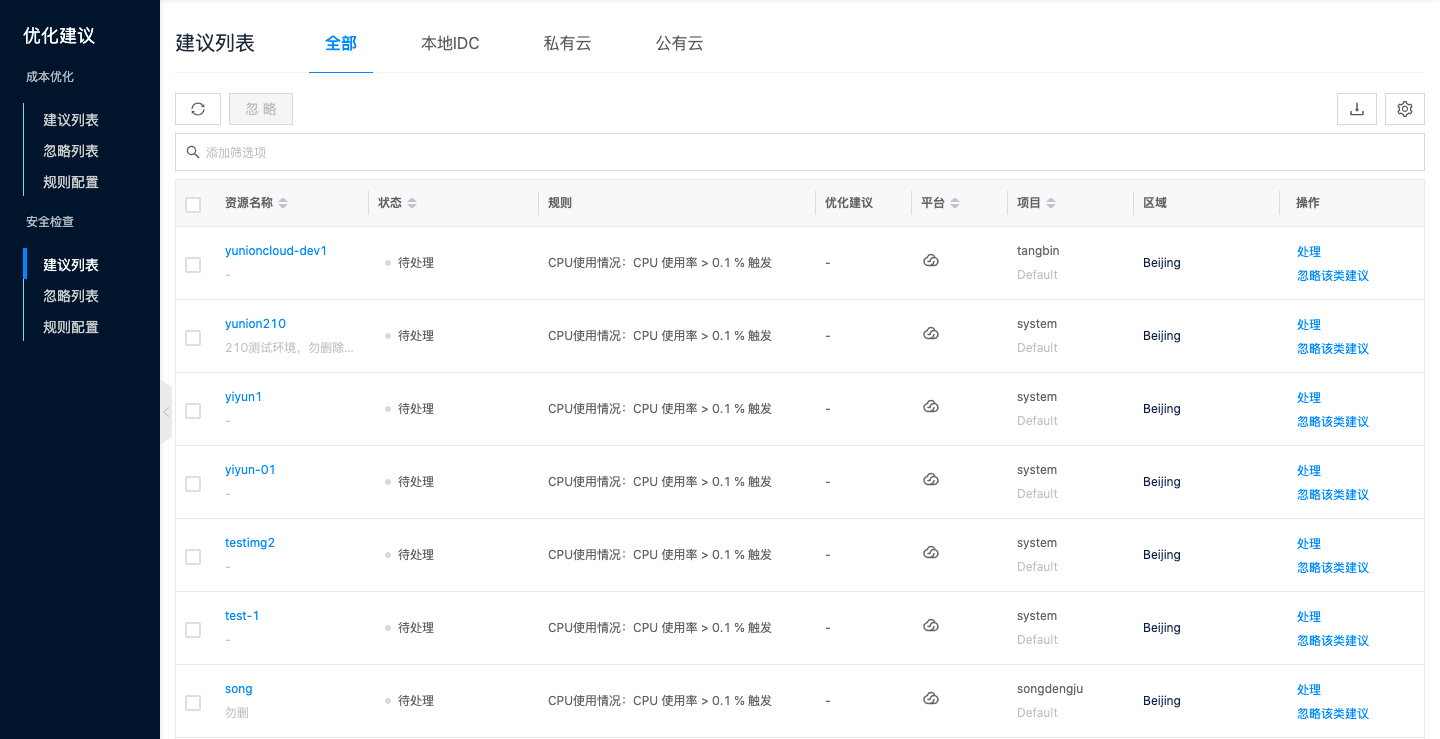 优化建议
成本优化
建议列表
忽略列表
规则配置
安全检查
建议列表
忽略列表
规则配置
建议列表 全部 本地IDC 私有云 公有云
忽 略
添加筛选项
资源名称 状态 规则 优化建议 平台 项目 区域 操作
yunioncloud-dev1 tangbin 处理
- 待处理 CPU使用情况：CPU 使用率 > 0.1 % 触发 - Default Beijing 忽略该类建议
yunion210 system 处理
210测试环境，勿删除... 待处理 CPU使用情况：CPU 使用率 > 0.1 % 触发 - Default Beijing 忽略该类建议
yiyun1 system 处理
- 待处理 CPU使用情况：CPU 使用率 > 0.1 % 触发 - Default Beijing 忽略该类建议
yiyun-01 system 处理
- 待处理 CPU使用情况：CPU 使用率 > 0.1 % 触发 - Default Beijing 忽略该类建议
testimg2 system 处理
- 待处理 CPU使用情况：CPU 使用率 > 0.1 % 触发 - Default Beijing 忽略该类建议
test-1 system 处理
- 待处理 CPU使用情况：CPU 使用率 > 0.1 % 触发 - Default Beijing 忽略该类建议
song songdengju 处理
勿删 待处理 CPU使用情况：CPU 使用率 > 0.1 % 触发 - Default Beijing 忽略该类建议